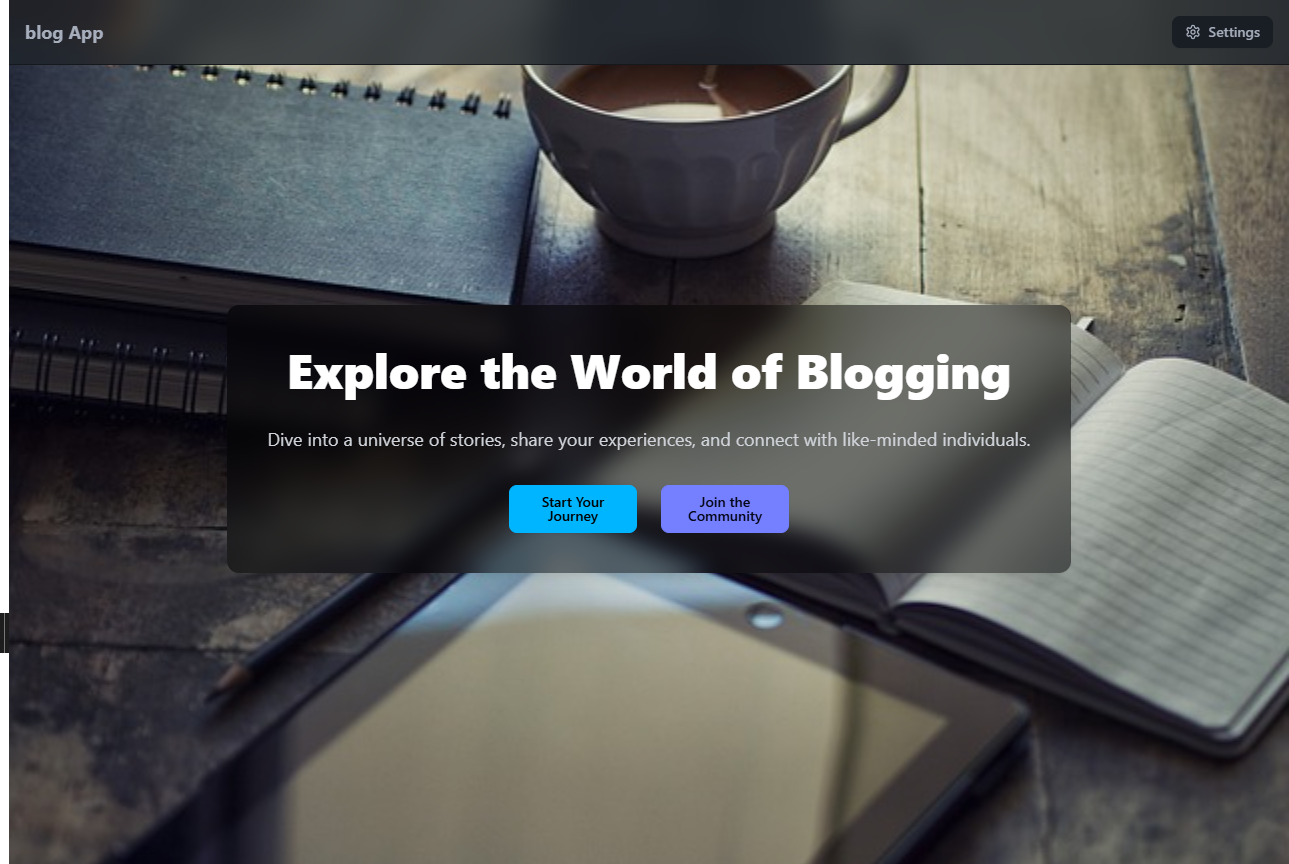 blog App
Settings
Explore the World of Blogging
Dive into a universe of stories, share your experiences, and connect with like-minded individuals.
Start Your
Journey
Join the
Community